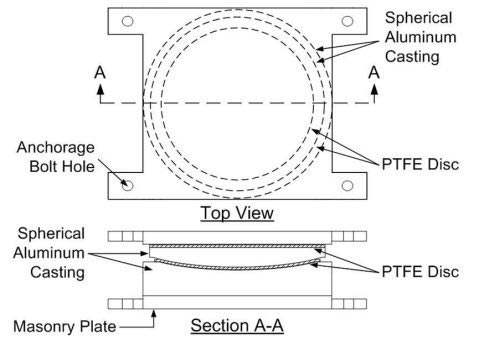 Spherical
Aluminum
Casting
A
A
Anchorage
Bolt Hole
PTFE Disc
Top View
Spherical
Aluminum
Casting
PTFE Disc
Masonry Plate
Section A-A